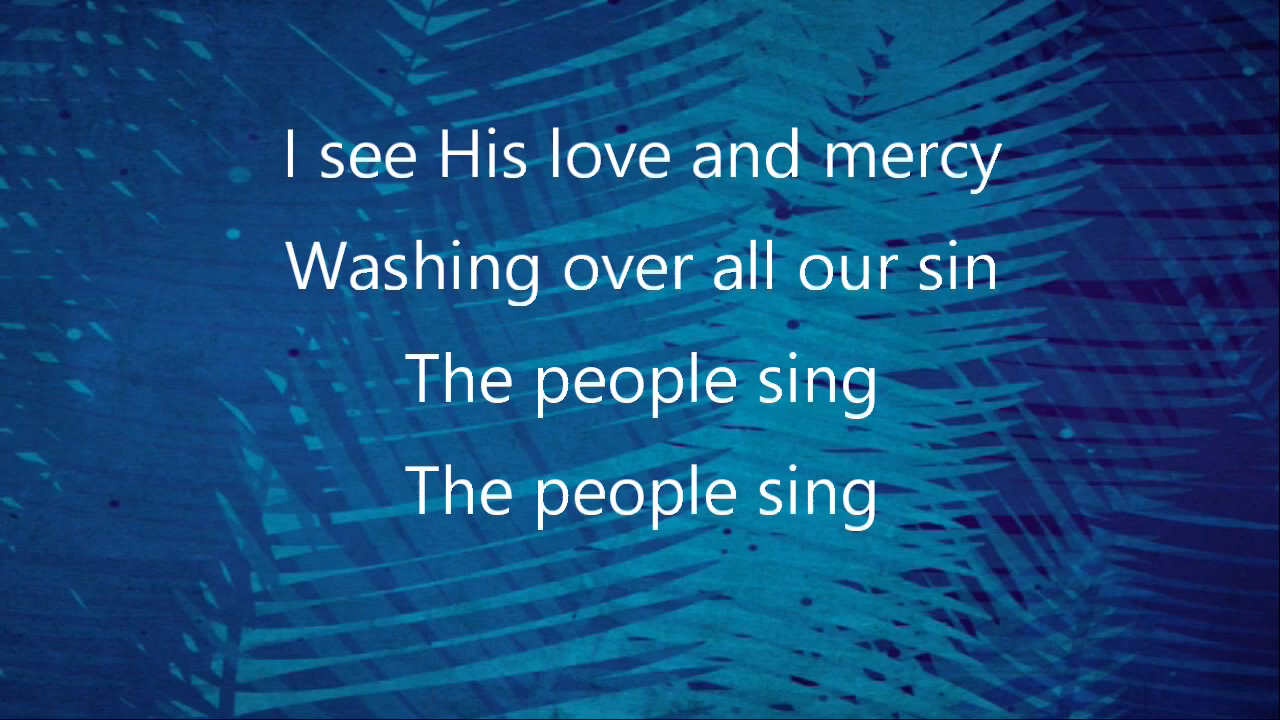 I see His love and mercy
Washing over all our sin
The people sing
The people sing